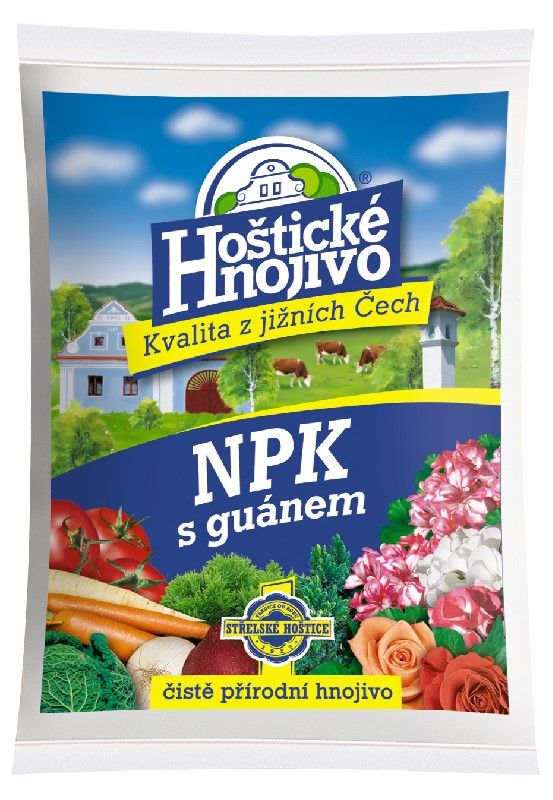 ®
Hoštické
Hnojivo
Kvalita z jižních Čech
NPK
s guánem
STŘELSKÉ HOŠTICE
čistě přírodní hnojivo